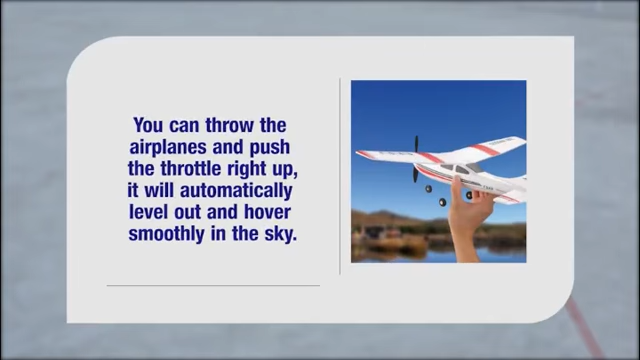 You can throw the
airplanes and push
the throttle right up,
it will automatically
level out and hover
smoothly in the sky.